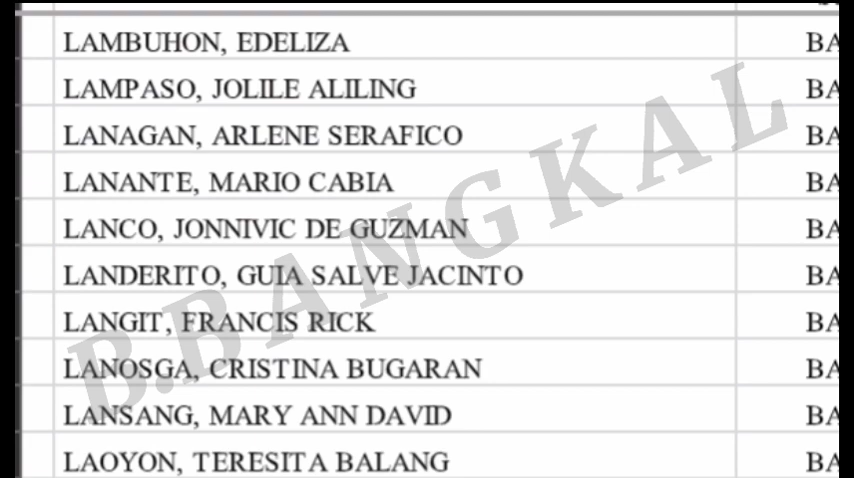 LAMBUHON, EDELIZA BA
LAMPASO, JOLILE ALILING BA
LANAGAN, ARLENE SERAFICO BA
LANANTE, MARIO CABIA BA
LANCO, JONNIVIC DE GUZMAN BA
LANDERITO, GUIA SALVE JACINTO BA
LANGIT, FRANCIS RICK BA
LANOSGA, CRISTINA BUGARAN BA
LANSANG, MARY ANN DAVID BA
LAOYON, TERESITA BALANG BA
B.BANGKAL